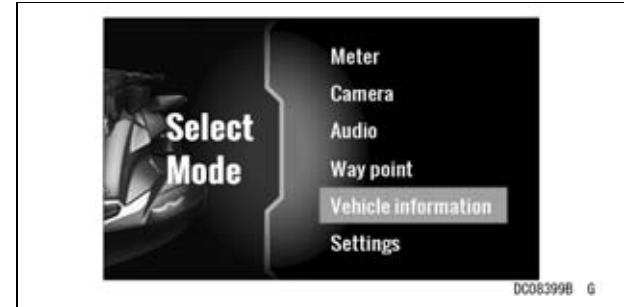 Select
Mode
Meter
Camera
Audio
Way point
Vehicle information
Settings
DC08399B G